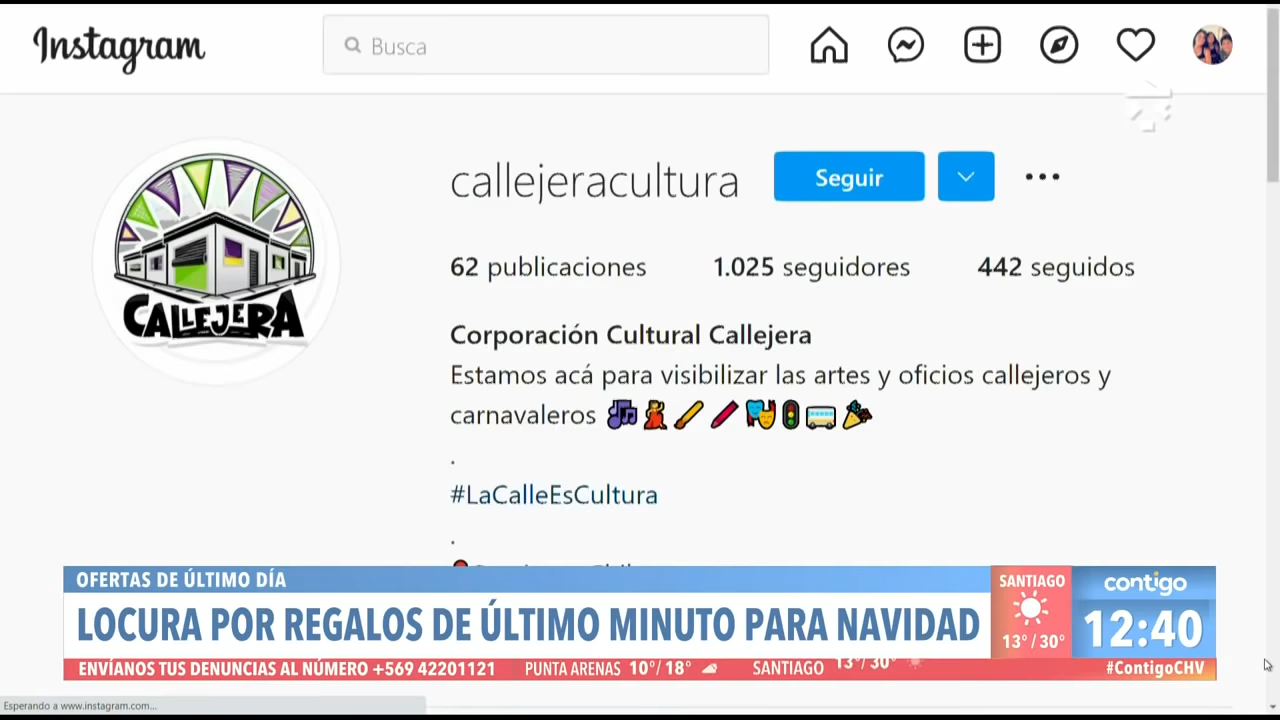 Instagram
Busca
callejeracultura
Seguir
62 publicaciones
1.025 seguidores
442 seguidos
CALLEJERA
Corporación Cultural Callejera
Estamos acá para visibilizar las artes y oficios callejeros y
carnavaleros
.
#LaCalleEsCultura
.
OFERTAS DE ÚLTIMO DÍA
LOCURA POR REGALOS DE ÚLTIMO MINUTO PARA NAVIDAD
SANTIAGO
13°/30°
contigo
12:40
ENVÍANOS TUS DENUNCIAS AL NÚMERO +569 42201121
PUNTA ARENAS 10°/18°
SANTIAGO 13°/30°
#ContigoCHV
Esperando a www.instagram.com...